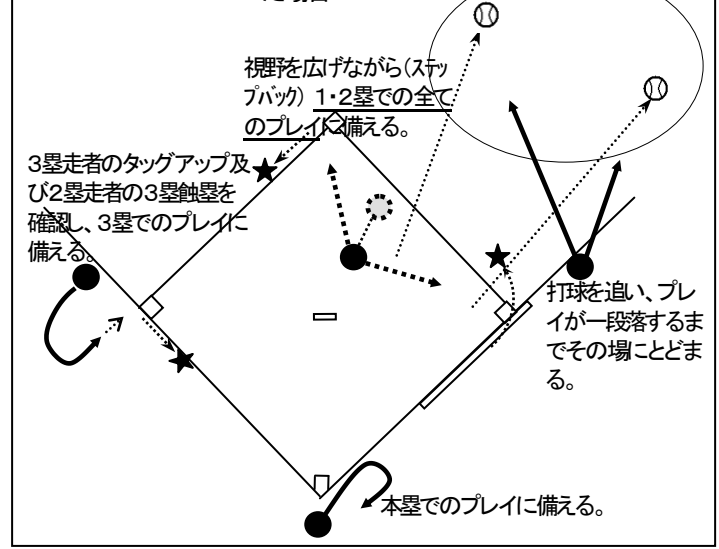 視野を広げながら(ステッ
プバック) 1・2塁での全て
のプレイに備える。
3塁走者のタッグアップ及
び2塁走者の3塁触塁を
確認し、3塁でのプレイに
備える。
打球を追い、プレ
イが一段落するま
でその場にとどま
る。
本塁でのプレイに備える。